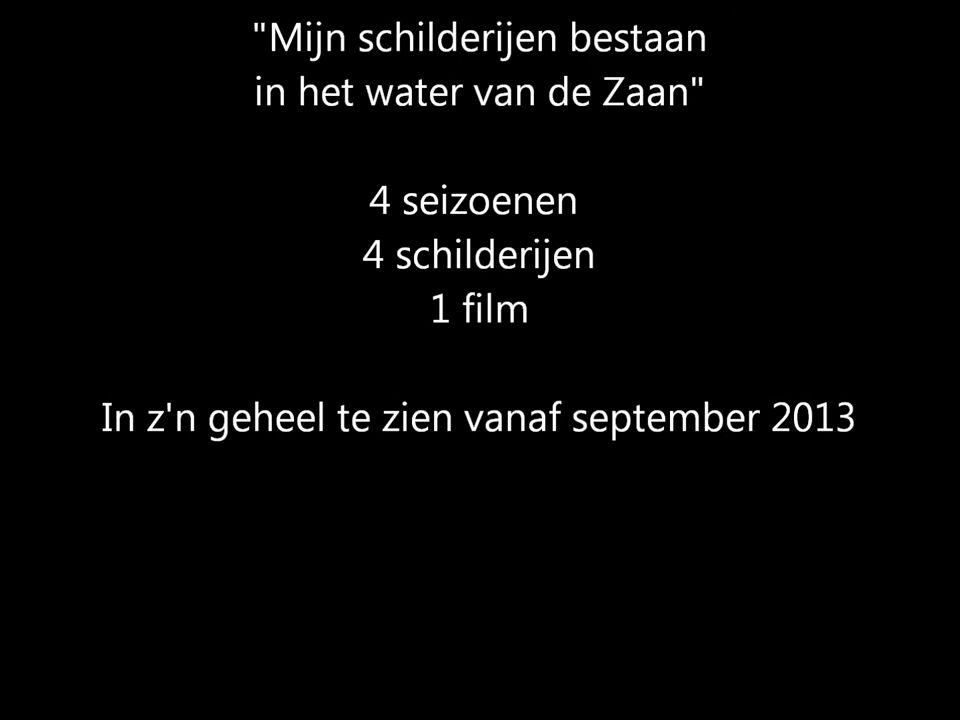 "Mijn schilderijen bestaan
in het water van de Zaan"
4 seizoenen
4 schilderijen
1 film
In z'n geheel te zien vanaf september 2013